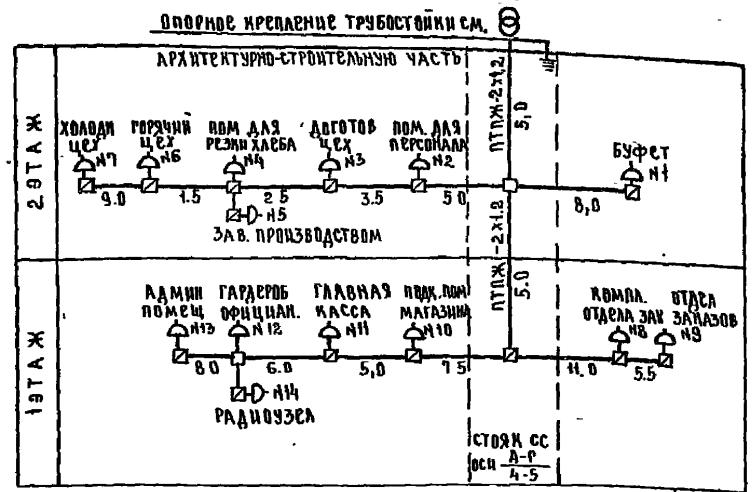 ОПОРНОЕ КРЕПЛЕНИЕ ТРУБОСТОЙКИ СМ.
АРХИТЕКТУРНО-СТРОИТЕЛЬНУЮ ЧАСТЬ
ПТПЖ-2х1,2
5,0
2 ЭТАЖ
ХОЛОДН ЦЕХ
N7
ГОРЯЧИЙ ЦЕХ
N6
ПОМ ДЛЯ РЕЗКИ ХЛЕБА
N4
ДОГОТОВ ЦЕХ
N3
ПОМ. ДЛЯ ПЕРСОНАЛА
N2
БУФЕТ
N1
9.0
1.5
2 5
3.5
5 0
8,0
N5
ЗАВ. ПРОИЗВОДСТВОМ
ПТПЖ-2х1.2
5.0
1 ЭТАЖ
АДМИН ПОМЕЩ
N13
ГАРДЕРОБ ОФИЦИАН.
N12
ГЛАВНАЯ КАССА
N11
ПОДС. ПОМ МАГАЗИНА
N10
КОМПЛ. ОТДЕЛА ЗАК
N8
ОТДЕЛ ЗАКАЗОВ
N9
8 0
6.0
5,0
7 5
11.0
5.5
N14
РАДИОУЗЕЛ
СТОЯК СС
ОСИ А-Г
4-5